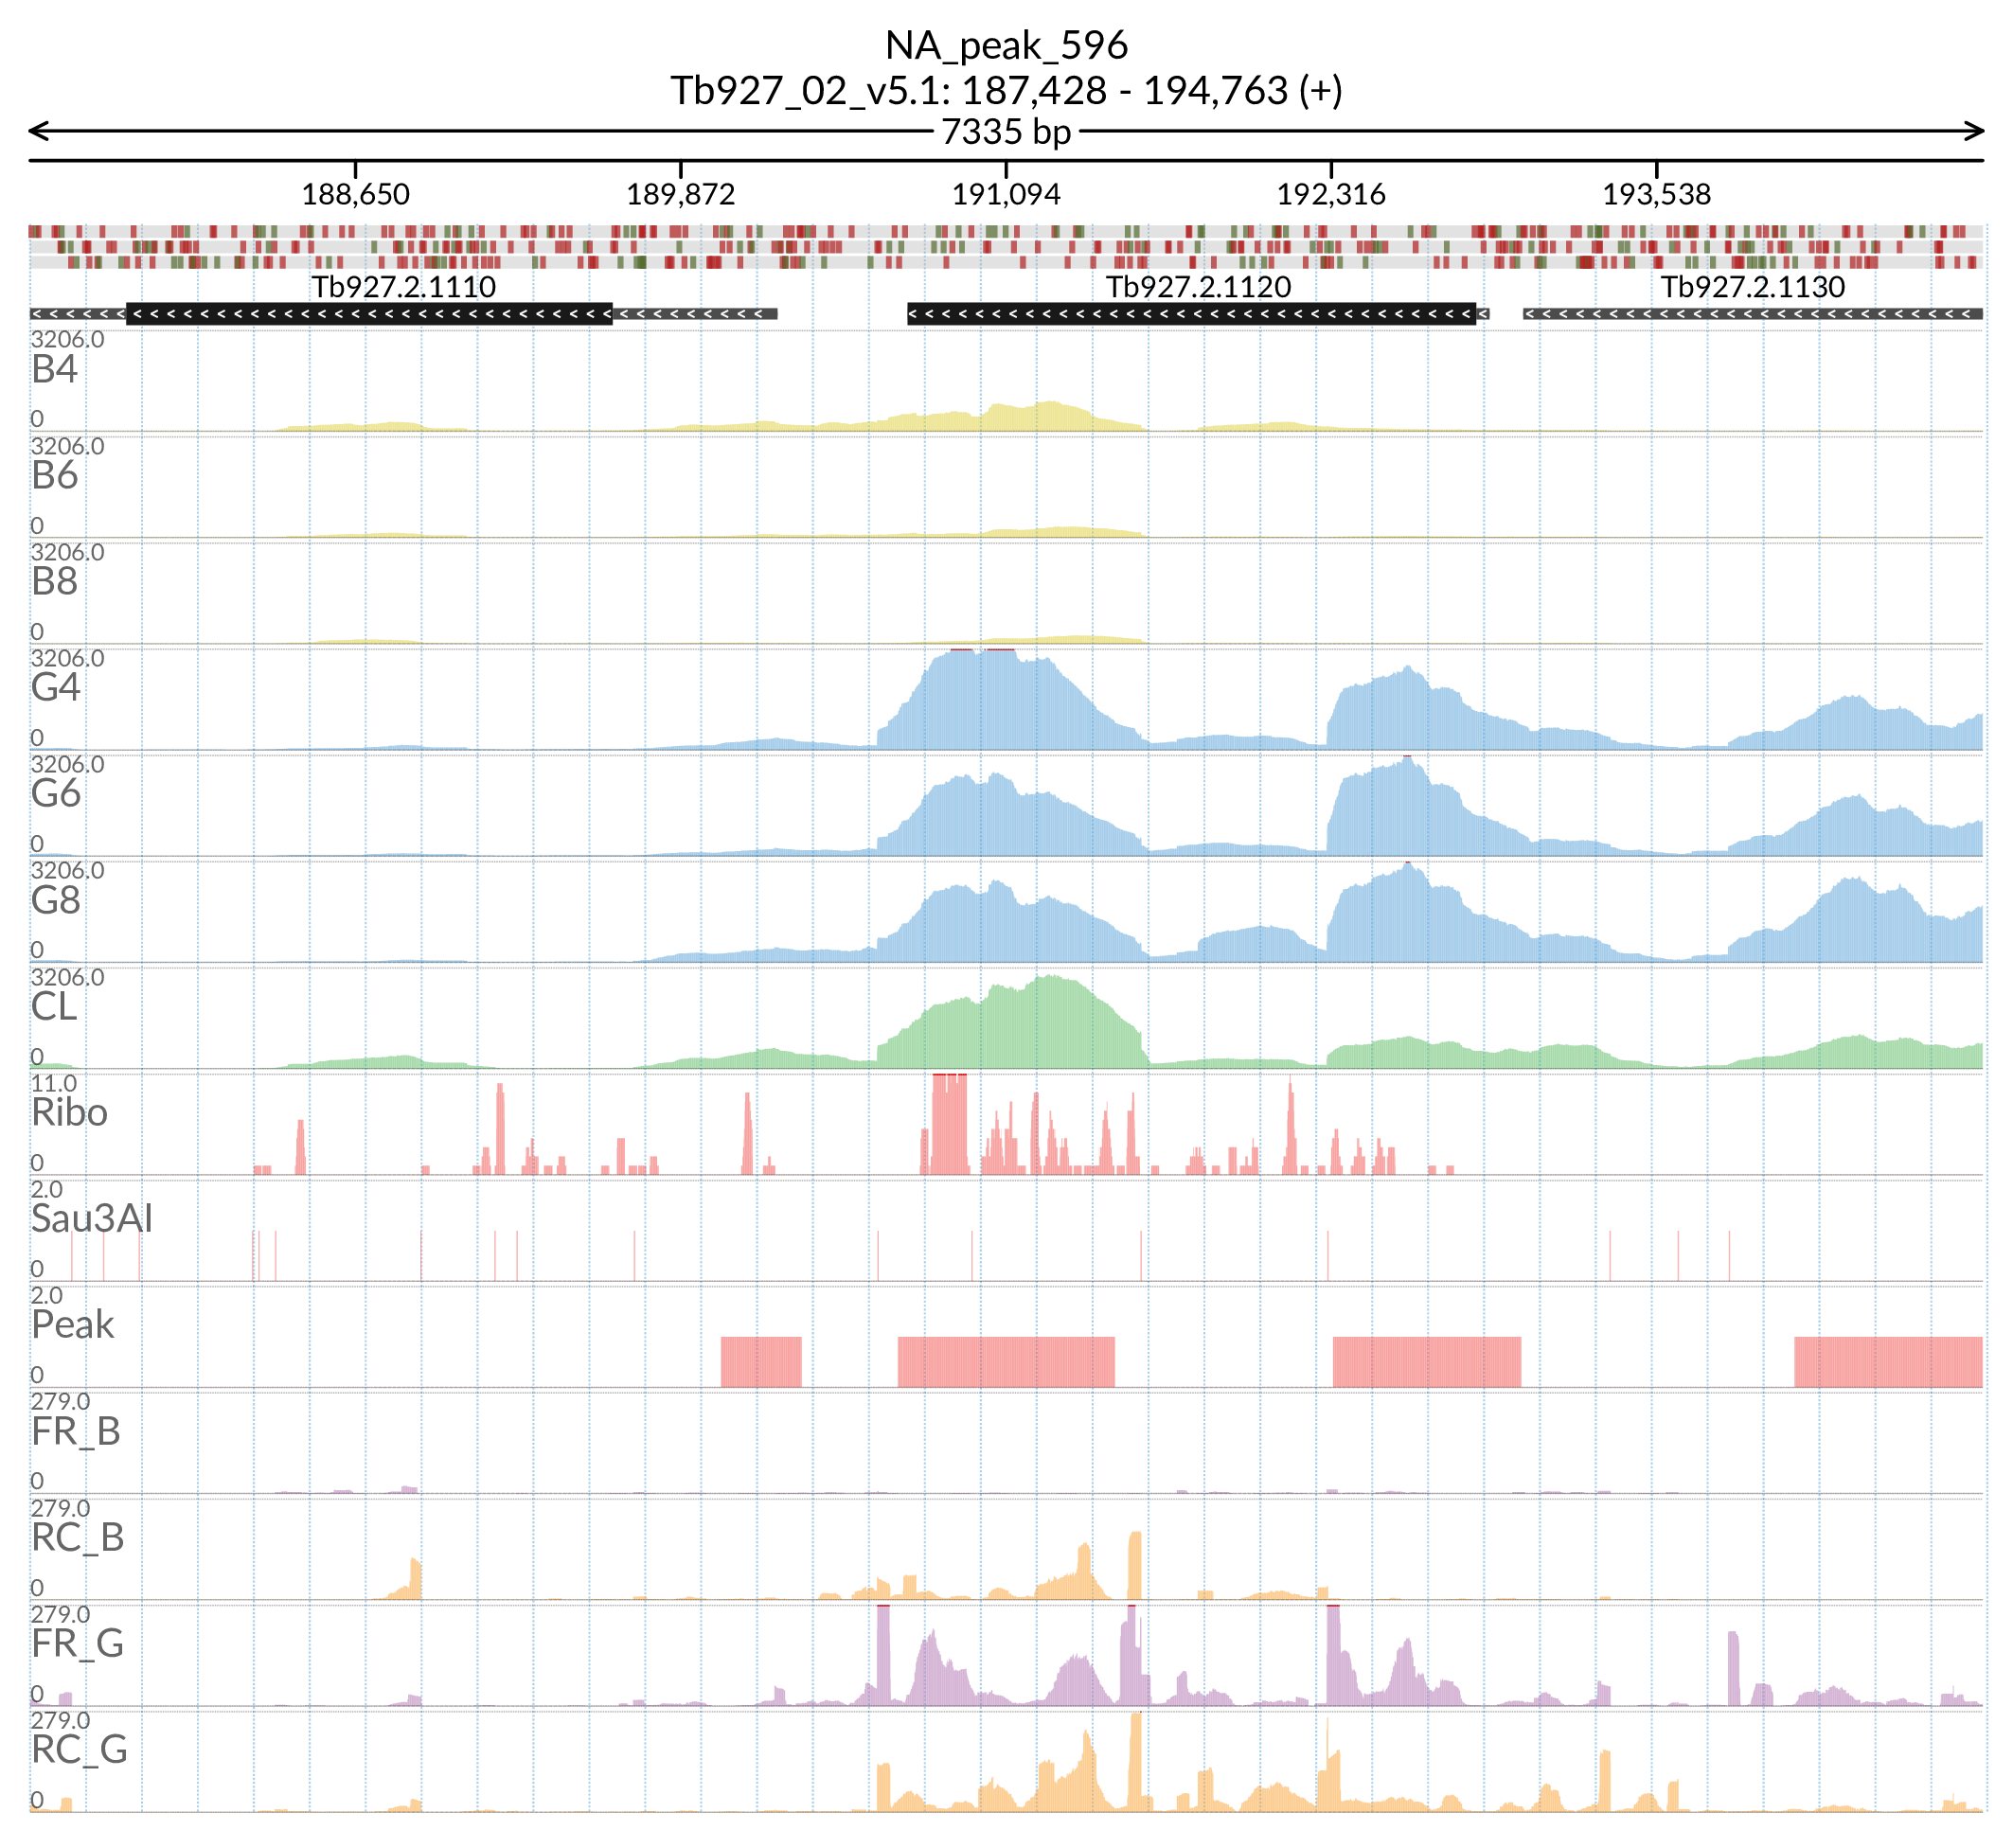 NA_peak_596
Tb927_02_v5.1: 187,428 - 194,763 (+)
7335 bp
188,650 189,872 191,094 192,316 193,538
Tb927.2.1110 Tb927.2.1120 Tb927.2.1130
3206.0
B4
0
3206.0
B6
0
3206.0
B8
0
3206.0
G4
0
3206.0
G6
0
3206.0
G8
0
3206.0
CL
0
11.0
Ribo
0
2.0
Sau3AI
0
2.0
Peak
0
279.0
FR_B
0
279.0
RC_B
0
279.0
FR_G
0
279.0
RC_G
0